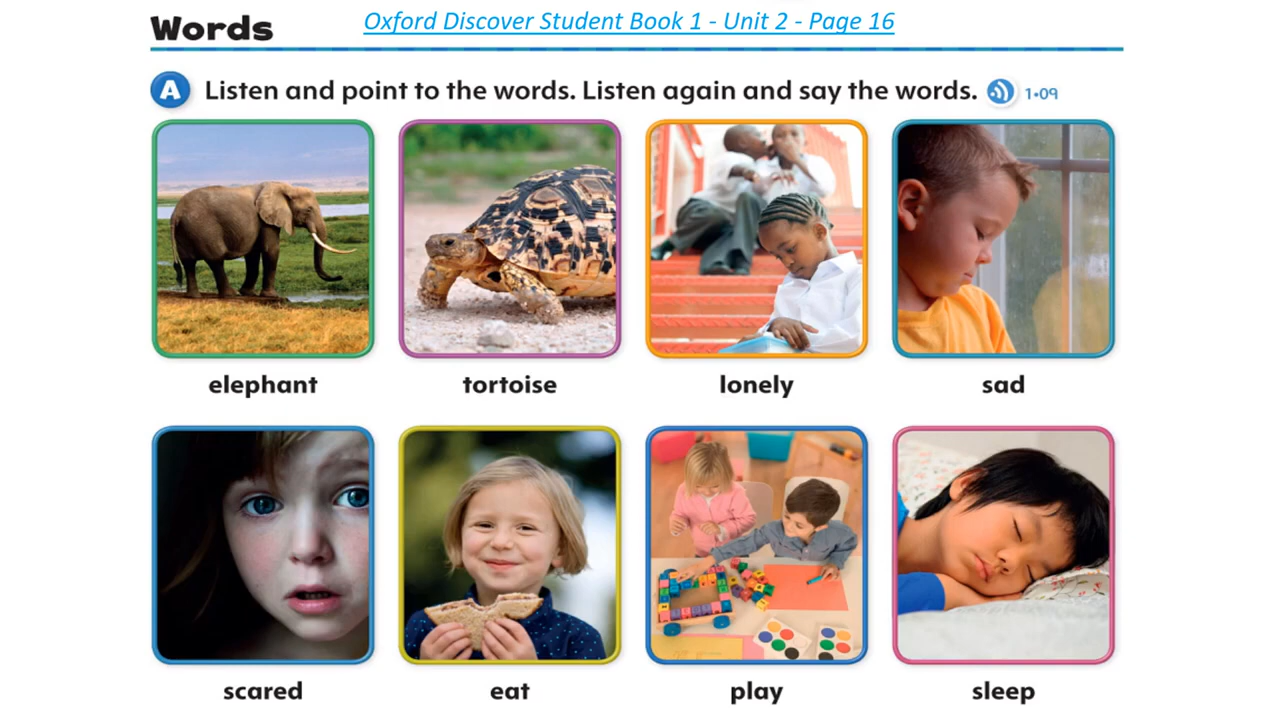 Words
Oxford Discover Student Book 1 - Unit 2 - Page 16
A Listen and point to the words. Listen again and say the words. 1•09
elephant tortoise lonely sad
scared eat play sleep